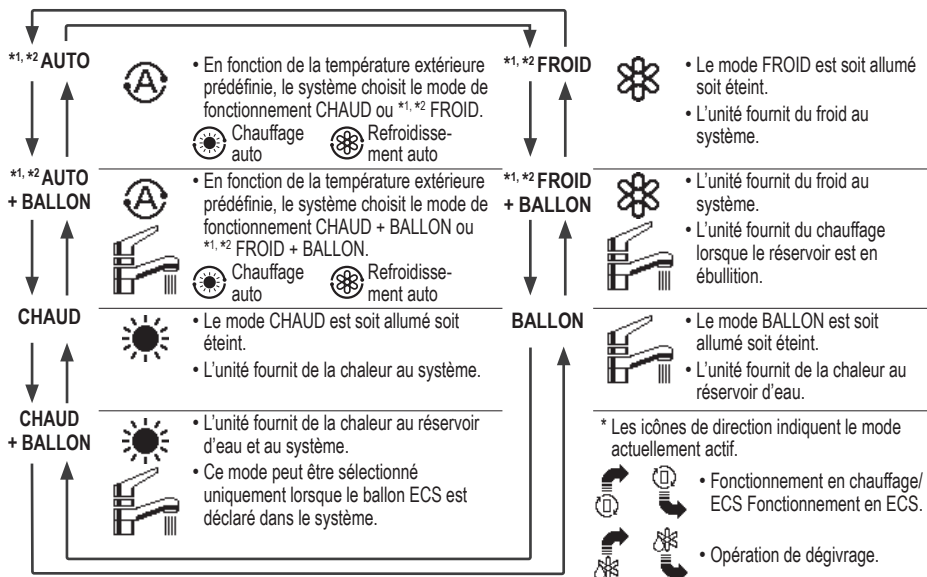 *1, *2 AUTO
• En fonction de la température extérieure
prédéfinie, le système choisit le mode de
fonctionnement CHAUD ou *1, *2 FROID.
Chauffage
auto
Refroidisse-
ment auto
*1, *2 AUTO
+ BALLON
• En fonction de la température extérieure
prédéfinie, le système choisit le mode de
fonctionnement CHAUD + BALLON ou
*1, *2 FROID + BALLON.
Chauffage
auto
Refroidisse-
ment auto
CHAUD
• Le mode CHAUD est soit allumé soit
éteint.
• L'unité fournit de la chaleur au système.
CHAUD
+ BALLON
• L'unité fournit de la chaleur au réservoir
d'eau et au système.
• Ce mode peut être sélectionné
uniquement lorsque le ballon ECS est
déclaré dans le système.
*1, *2 FROID
• Le mode FROID est soit allumé
soit éteint.
• L'unité fournit du froid au
système.
*1, *2 FROID
+ BALLON
• L'unité fournit du froid au
système.
• L'unité fournit du chauffage
lorsque le réservoir est en
ébullition.
BALLON
• Le mode BALLON est soit
allumé soit éteint.
• L'unité fournit de la chaleur au
réservoir d'eau.
* Les icônes de direction indiquent le mode
actuellement actif.
• Fonctionnement en chauffage/
ECS Fonctionnement en ECS.
• Opération de dégivrage.